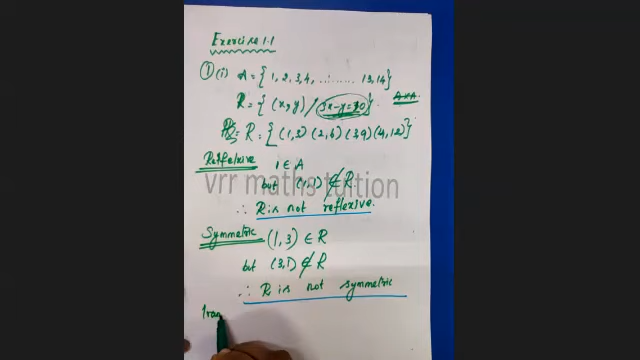 Exercise 1.1
① (i) A = { 1, 2, 3, 4, ......... 13, 14}
R = { (x, y) / 3x-y=0} A×A
R = { (1,3) (2,6) (3,9) (4,12)}
Reflexive 1 ∈ A
but (1,1) ∉ R
vrr maths tuition
∴ R is not reflexive.
Symmetric (1, 3) ∈ R
but (3,1) ∉ R
∴ R is not symmetric
Tran